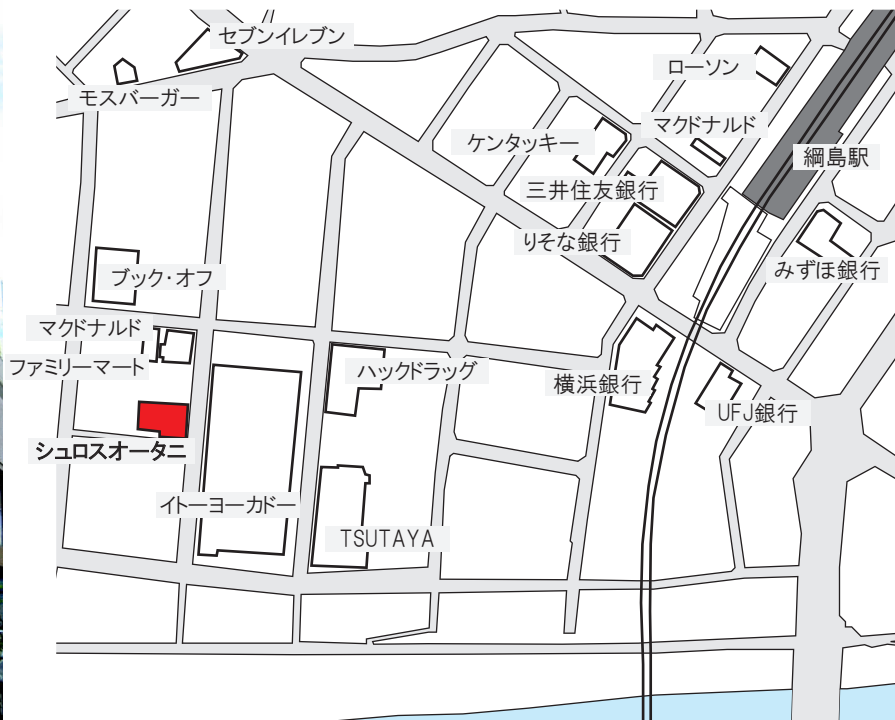 セブンイレブン
ローソン
モスバーガー
マクドナルド
ケンタッキー
綱島駅
三井住友銀行
りそな銀行
みずほ銀行
ブック・オフ
マクドナルド
ファミリーマート
ハックドラッグ
横浜銀行
UFJ銀行
シュロスオータニ
イトーヨーカドー
TSUTAYA